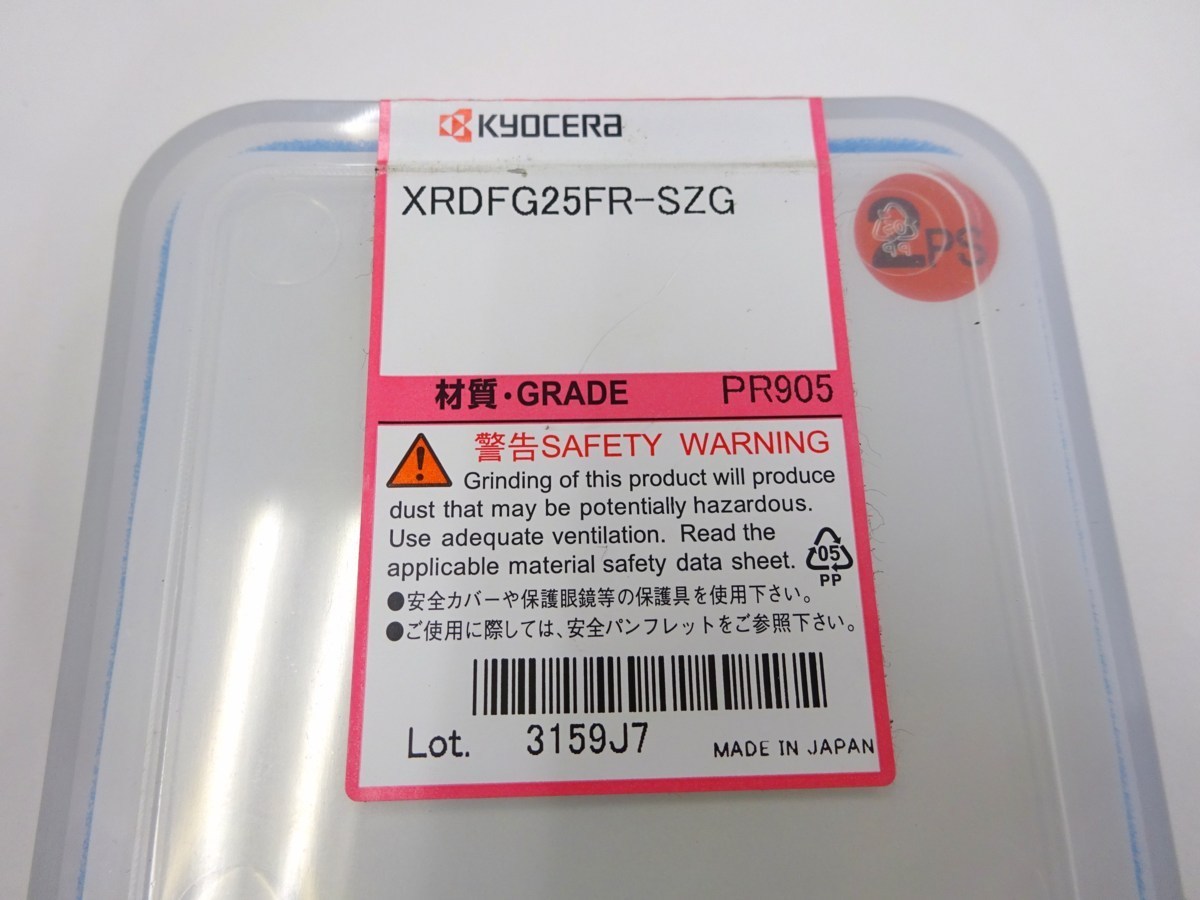 KYOCERA
XRDFG25FR-SZG
2PS
材質・GRADE PR905
警告SAFETY WARNING
Grinding of this product will produce
dust that may be potentially hazardous.
Use adequate ventilation. Read the
applicable material safety data sheet.
05
PP
●安全カバーや保護眼鏡等の保護具を使用下さい。
●ご使用に際しては、安全パンフレットをご参照下さい。
Lot. 3159J7 MADE IN JAPAN